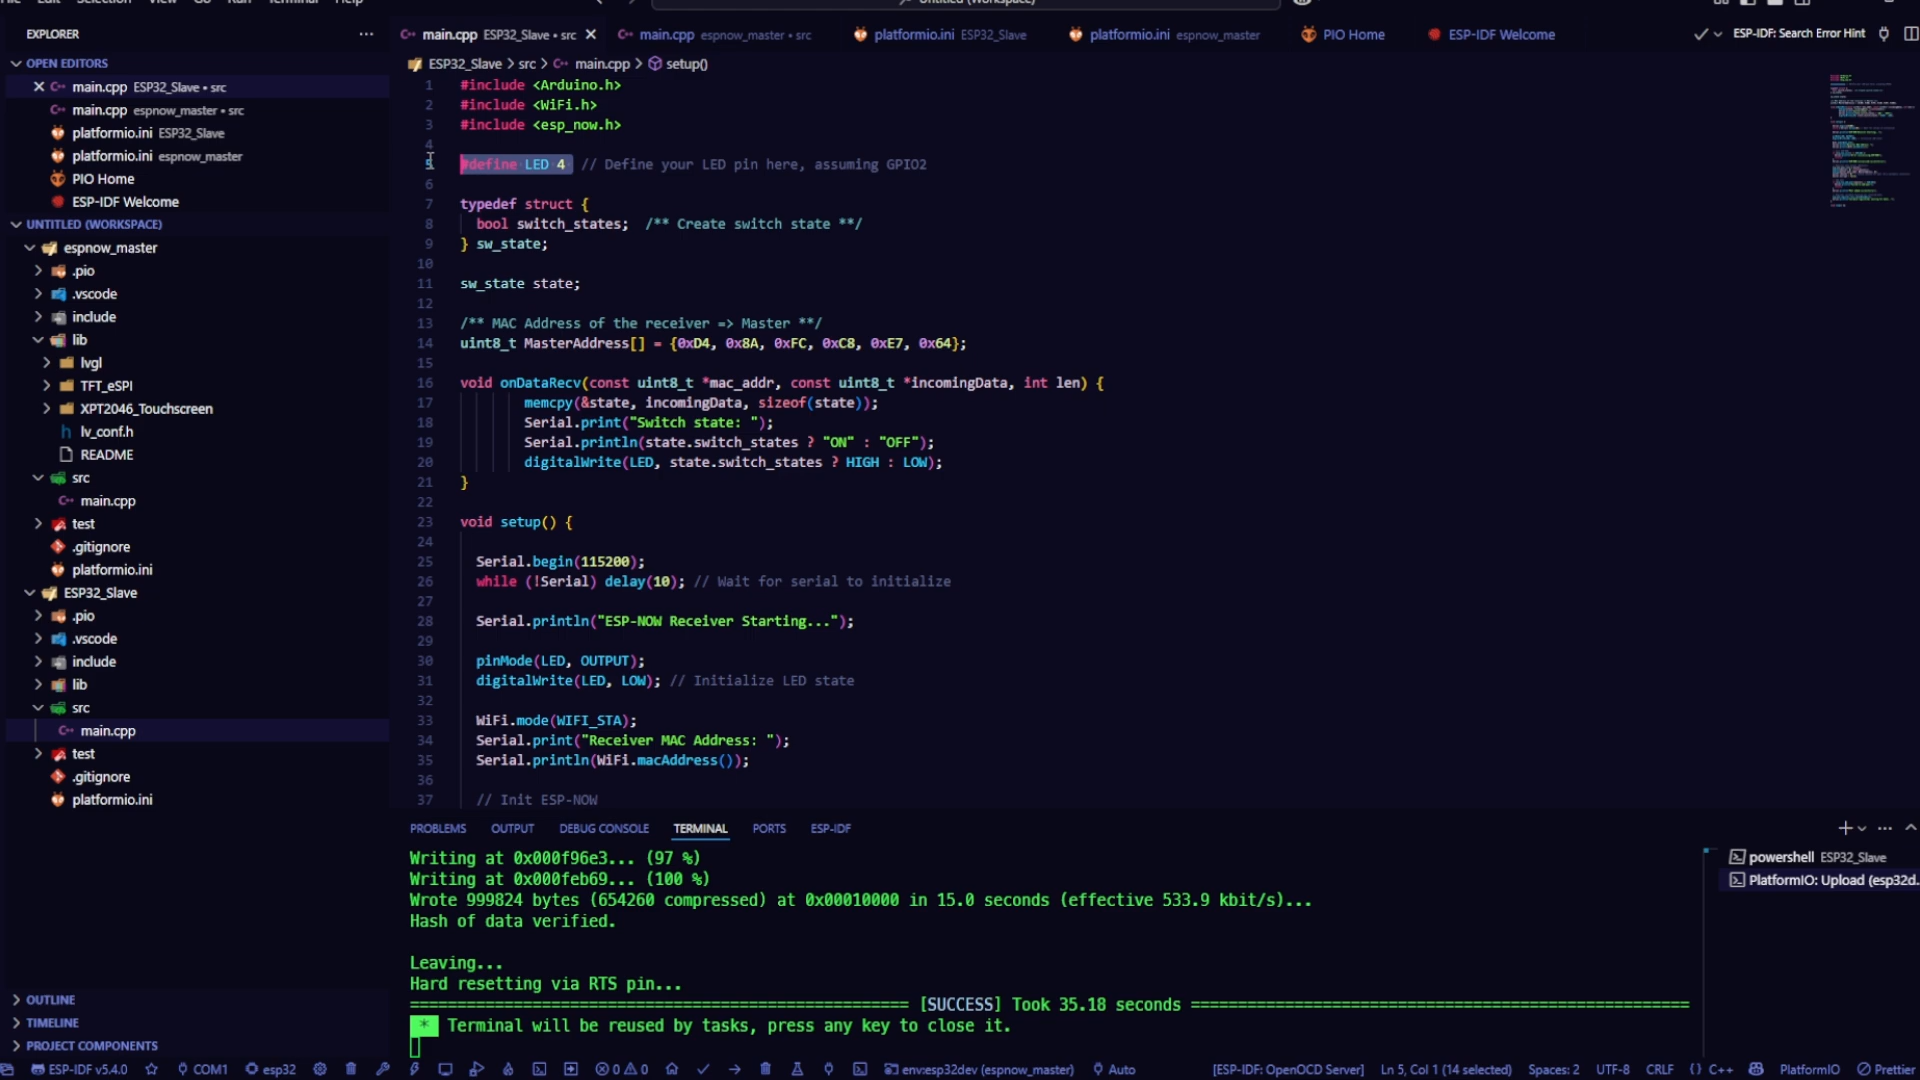 File Edit Selection View Go Run Terminal Help
Untitled (Workspace)
EXPLORER
main.cpp ESP32_Slave • src
main.cpp espnow_master • src
platformio.ini ESP32_Slave
platformio.ini espnow_master
PIO Home
ESP-IDF Welcome
ESP-IDF: Search Error Hint
OPEN EDITORS
main.cpp ESP32_Slave • src
main.cpp espnow_master • src
platformio.ini ESP32_Slave
platformio.ini espnow_master
PIO Home
ESP-IDF Welcome
UNTITLED (WORKSPACE)
espnow_master
.pio
.vscode
include
lib
lvgl
TFT_eSPI
XPT2046_Touchscreen
lv_conf.h
README
src
main.cpp
test
.gitignore
platformio.ini
ESP32_Slave
.pio
.vscode
include
lib
src
main.cpp
test
.gitignore
platformio.ini
OUTLINE
TIMELINE
PROJECT COMPONENTS
ESP32_Slave > src > main.cpp > setup()
1 #include <Arduino.h>
2 #include <WiFi.h>
3 #include <esp_now.h>
4
5 #define LED 4 // Define your LED pin here, assuming GPIO2
6
7 typedef struct {
8 bool switch_states; /** Create switch state **/
9 } sw_state;
10
11 sw_state state;
12
13 /** MAC Address of the receiver => Master **/
14 uint8_t MasterAddress[] = {0xD4, 0x8A, 0xFC, 0xC8, 0xE7, 0x64};
15
16 void onDataRecv(const uint8_t *mac_addr, const uint8_t *incomingData, int len) {
17 memcpy(&state, incomingData, sizeof(state));
18 Serial.print("Switch state: ");
19 Serial.println(state.switch_states ? "ON" : "OFF");
20 digitalWrite(LED, state.switch_states ? HIGH : LOW);
21 }
22
23 void setup() {
24
25 Serial.begin(115200);
26 while (!Serial) delay(10); // Wait for serial to initialize
27
28 Serial.println("ESP-NOW Receiver Starting...");
29
30 pinMode(LED, OUTPUT);
31 digitalWrite(LED, LOW); // Initialize LED state
32
33 WiFi.mode(WIFI_STA);
34 Serial.print("Receiver MAC Address: ");
35 Serial.println(WiFi.macAddress());
36
37 // Init ESP-NOW
PROBLEMS OUTPUT DEBUG CONSOLE TERMINAL PORTS ESP-IDF
Writing at 0x000f96e3... (97 %)
Writing at 0x000feb69... (100 %)
Wrote 999824 bytes (654260 compressed) at 0x00010000 in 15.0 seconds (effective 533.9 kbit/s)...
Hash of data verified.
Leaving...
Hard resetting via RTS pin...
[SUCCESS] Took 35.18 seconds
* Terminal will be reused by tasks, press any key to close it.
powershell ESP32_Slave
PlatformIO: Upload (esp32d...
ESP-IDF v5.4.0 COM1 esp32 0 0 env:esp32dev (espnow_master) Auto [ESP-IDF: OpenOCD Server] Ln 5, Col 1 (14 selected) Spaces: 2 UTF-8 CRLF {} C++ PlatformIO Prettier